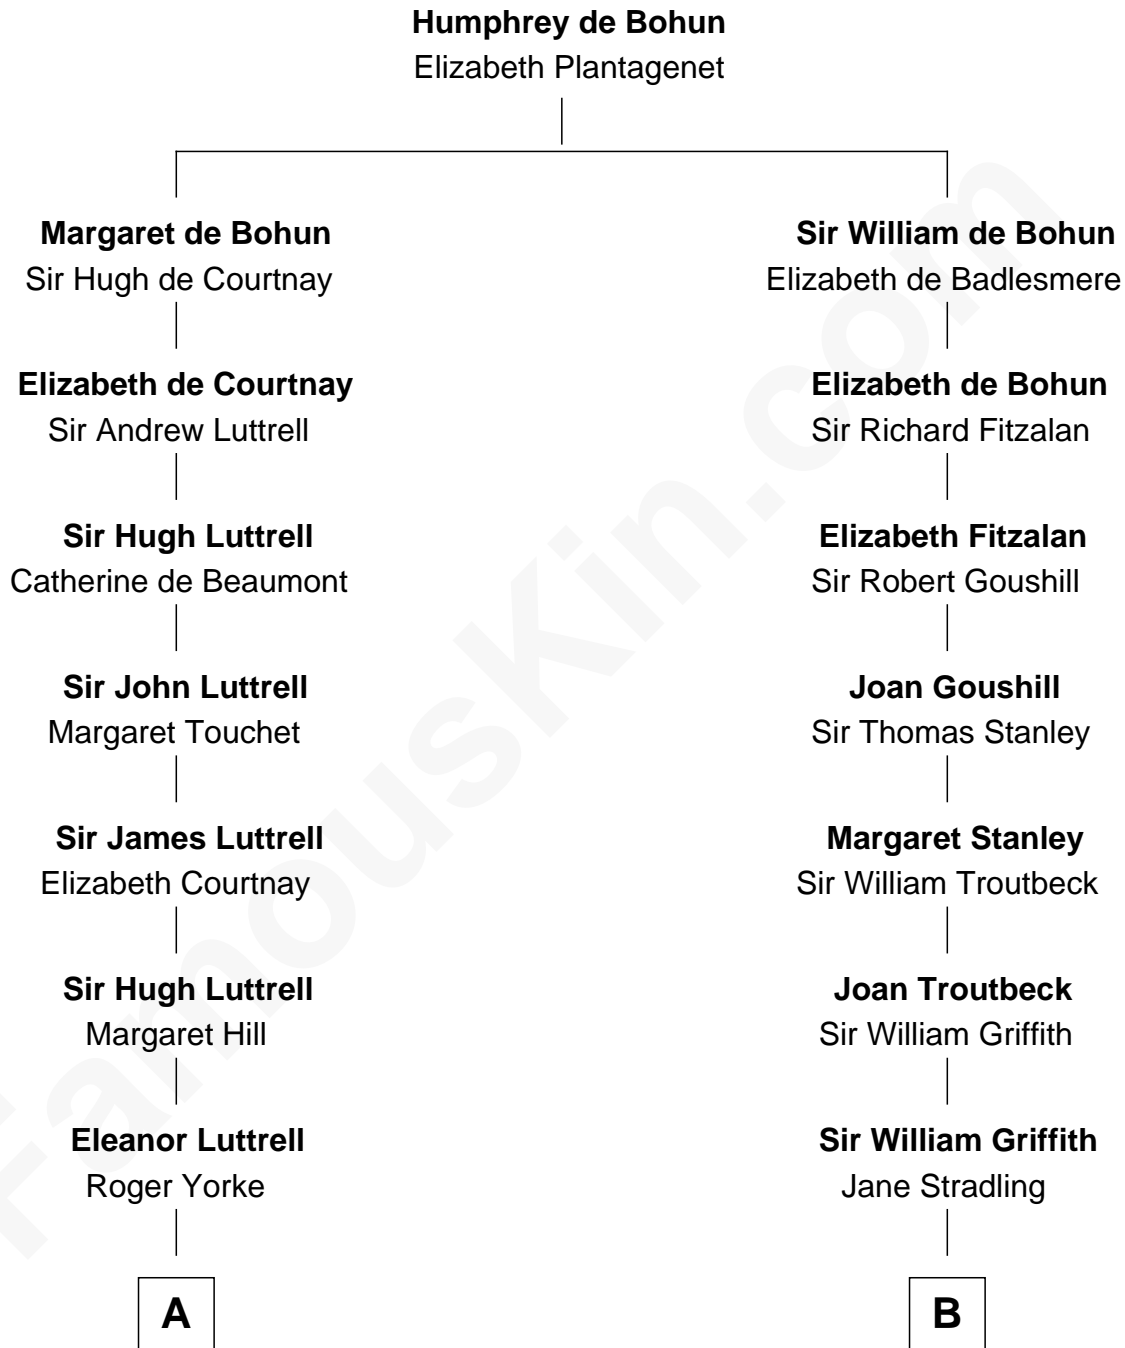 Humphrey de Bohun
Elizabeth Plantagenet
Margaret de Bohun
Sir Hugh de Courtnay
Sir William de Bohun
Elizabeth de Badlesmere
Elizabeth de Courtnay
Sir Andrew Luttrell
Elizabeth de Bohun
Sir Richard Fitzalan
Sir Hugh Luttrell
Catherine de Beaumont
Elizabeth Fitzalan
Sir Robert Goushill
Sir John Luttrell
Margaret Touchet
Joan Goushill
Sir Thomas Stanley
Sir James Luttrell
Elizabeth Courtnay
Margaret Stanley
Sir William Troutbeck
Sir Hugh Luttrell
Margaret Hill
Joan Troutbeck
Sir William Griffith
Eleanor Luttrell
Roger Yorke
Sir William Griffith
Jane Stradling
A
B
FamousKin.com